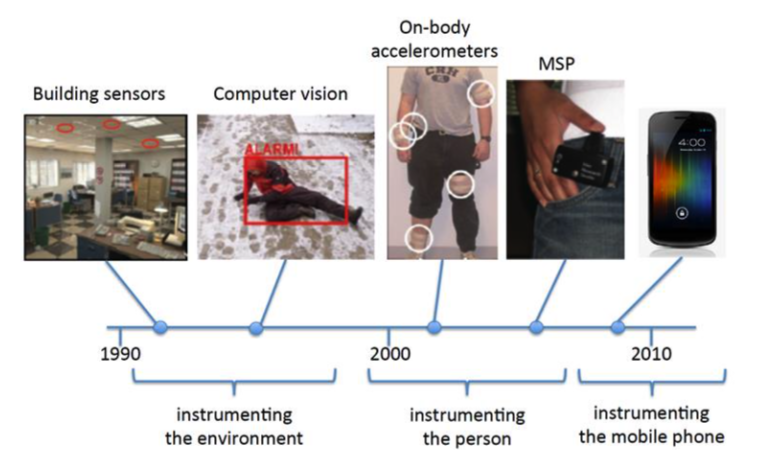 On-body
accelerometers
MSP
Building sensors
Computer vision
ALARM!
4:00
1990
2000
2010
instrumenting
the environment
instrumenting
the person
instrumenting
the mobile phone